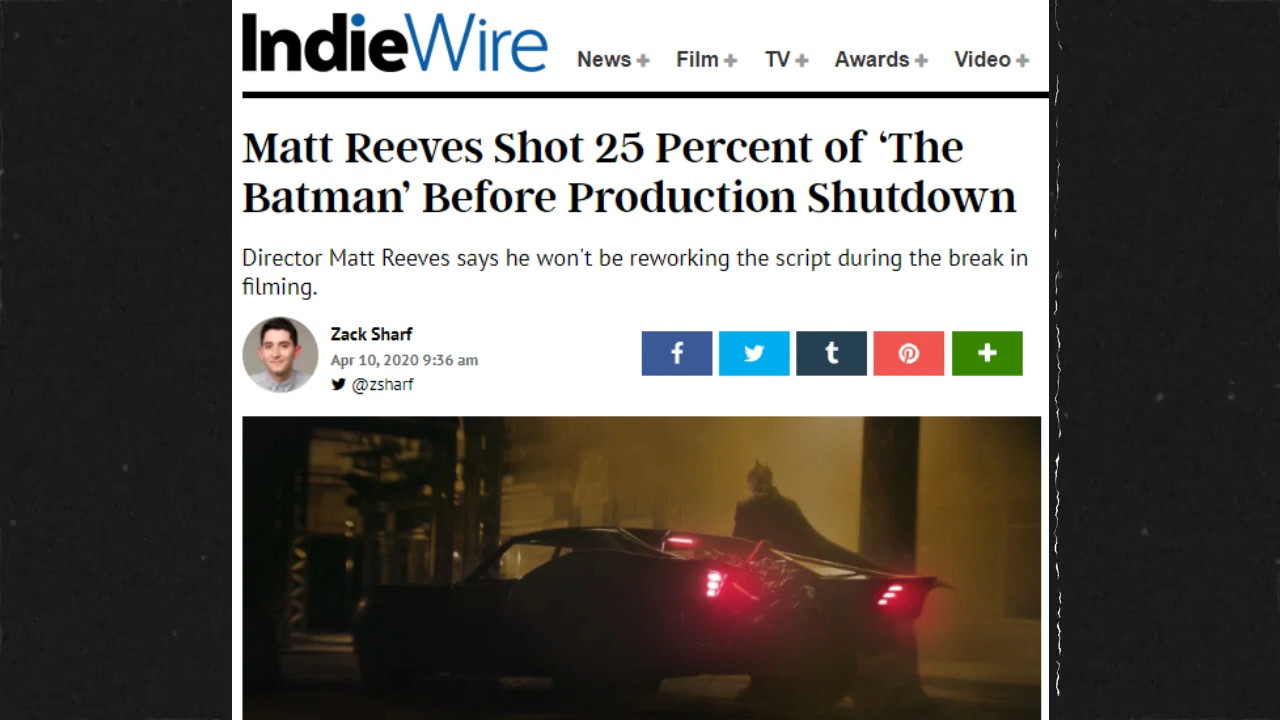 IndieWire
News + Film + TV + Awards + Video +
Matt Reeves Shot 25 Percent of ‘The
Batman’ Before Production Shutdown
Director Matt Reeves says he won't be reworking the script during the break in
filming.
Zack Sharf
Apr 10, 2020 9:36 am
@zsharf